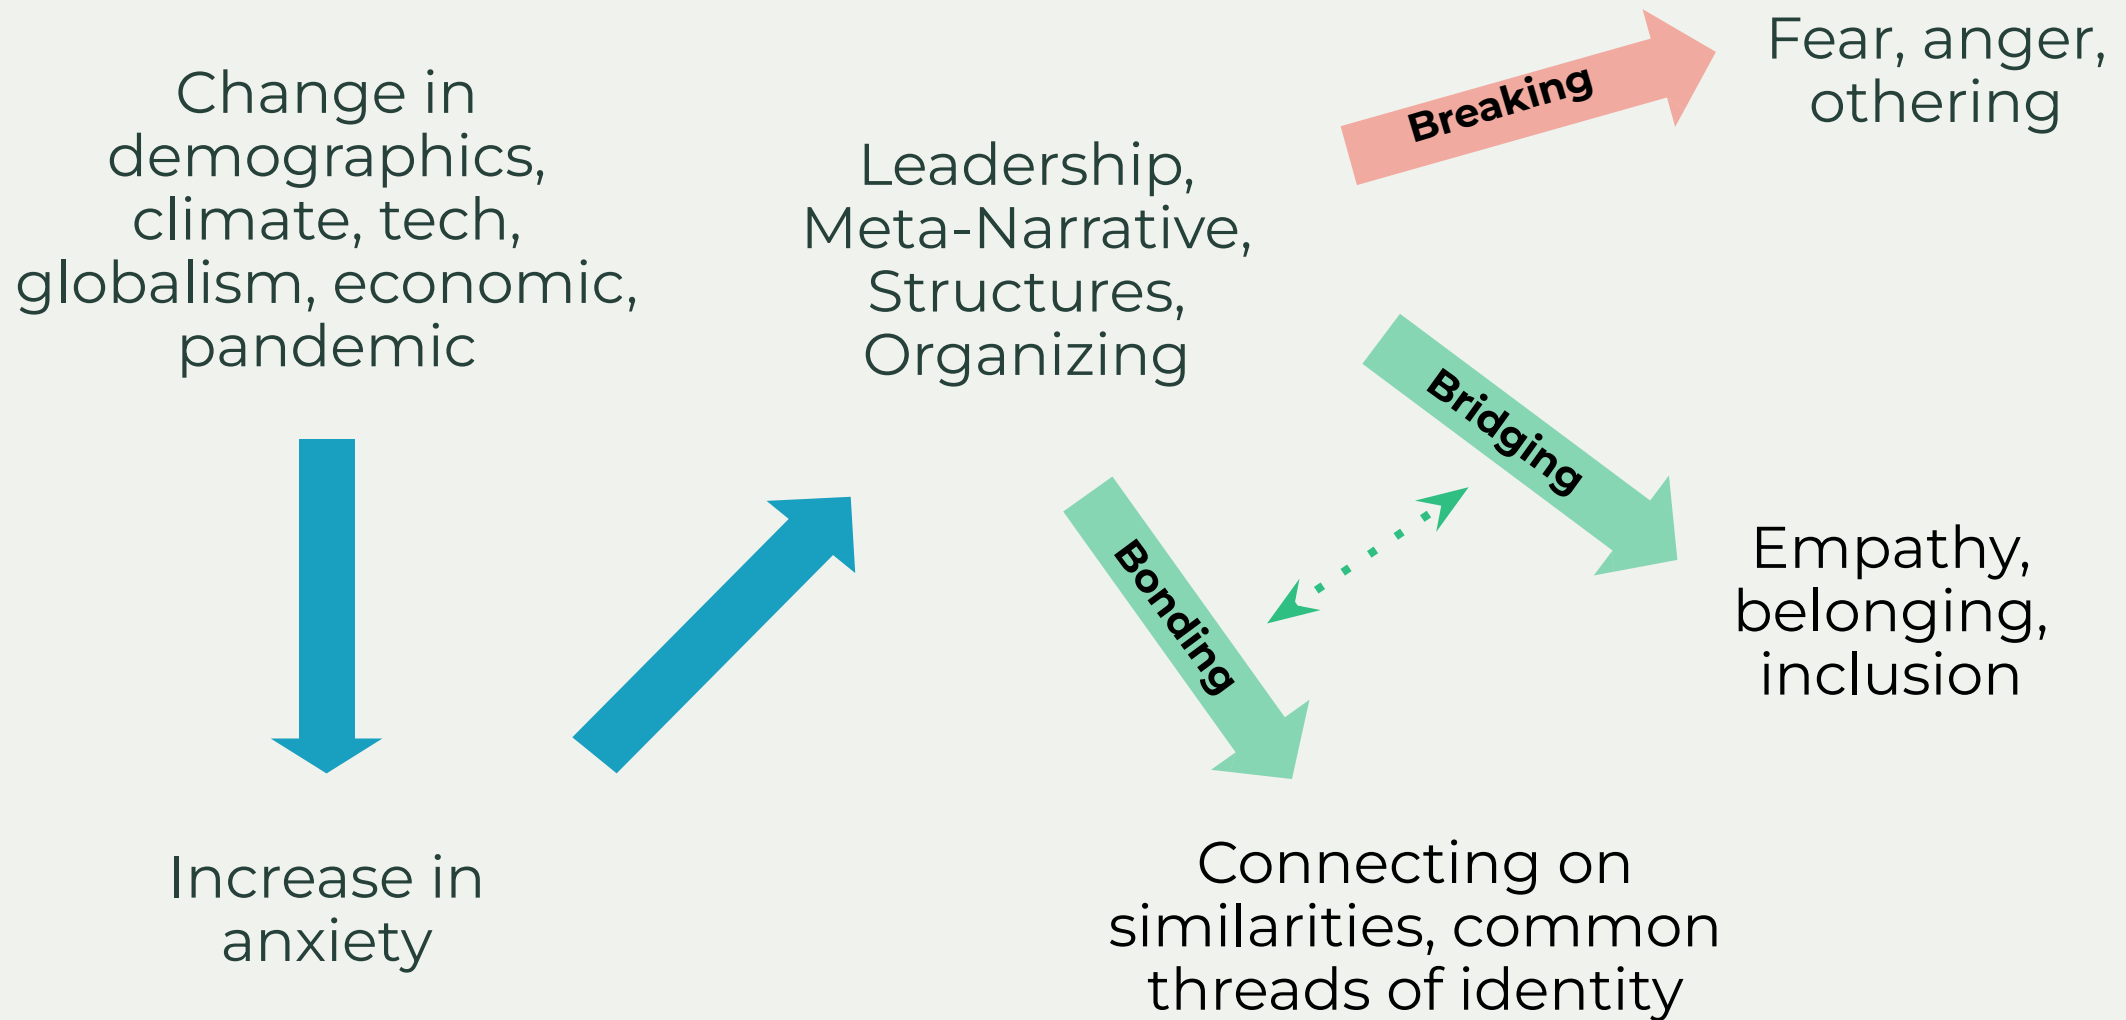 Change in
demographics,
climate, tech,
globalism, economic,
pandemic
Increase in
anxiety
Leadership,
Meta-Narrative,
Structures,
Organizing
Breaking
Fear, anger,
othering
Bridging
Empathy,
belonging,
inclusion
Bonding
Connecting on
similarities, common
threads of identity